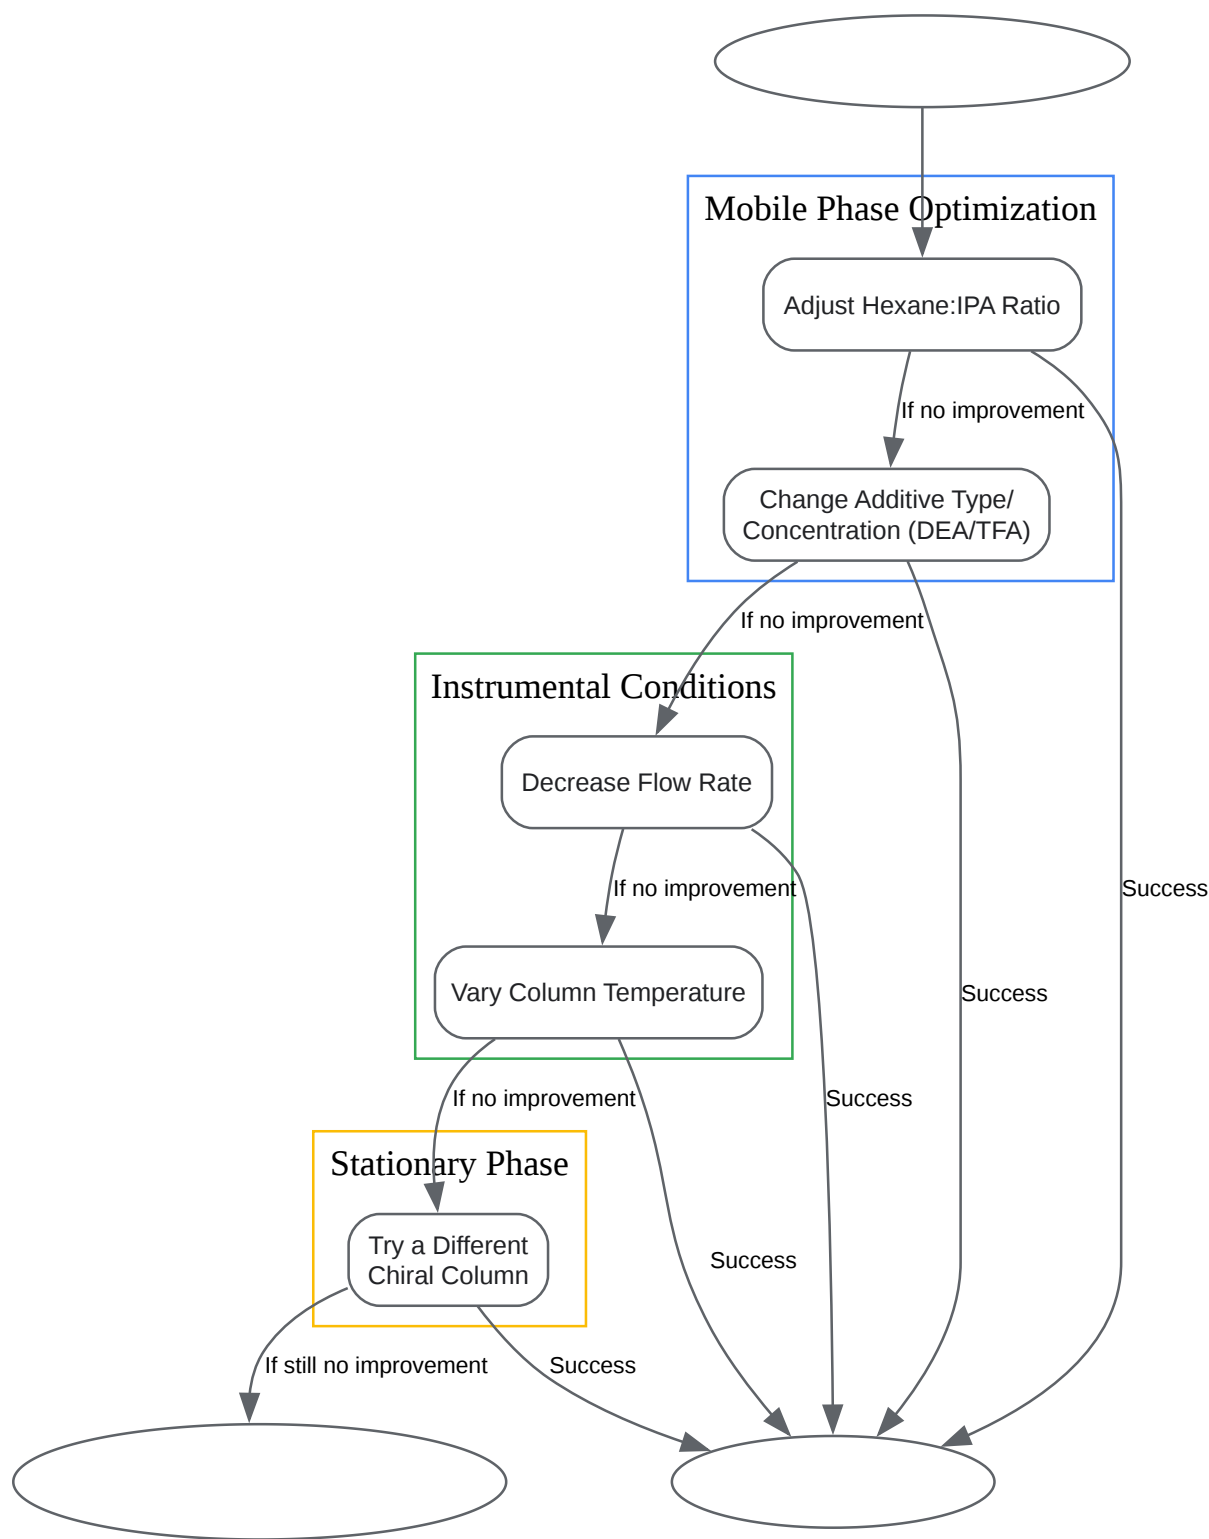 Mobile Phase Optimization
Adjust Hexane:IPA Ratio
If no improvement
Change Additive Type/
Concentration (DEA/TFA)
If no improvement
Instrumental Conditions
Decrease Flow Rate
If no improvement
Success
Vary Column Temperature
Success
If no improvement
Success
Stationary Phase
Try a Different
Chiral Column
Success
If still no improvement
Success